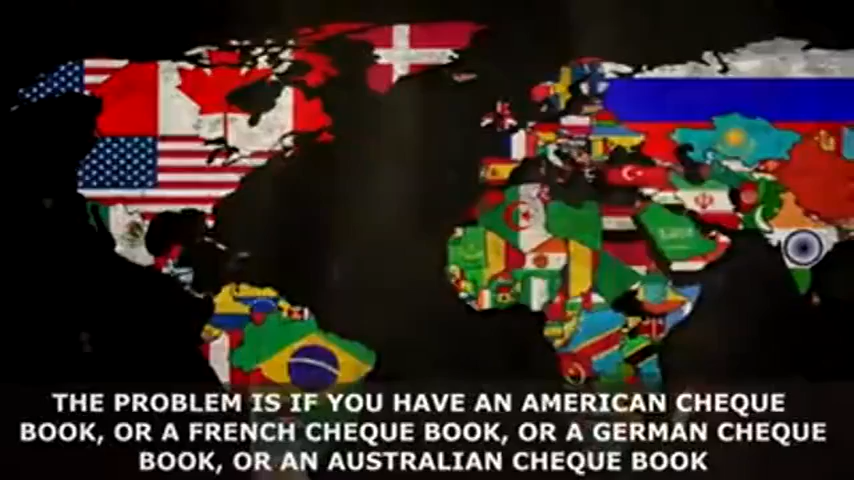 THE PROBLEM IS IF YOU HAVE AN AMERICAN CHEQUE
BOOK, OR A FRENCH CHEQUE BOOK, OR A GERMAN CHEQUE
BOOK, OR AN AUSTRALIAN CHEQUE BOOK